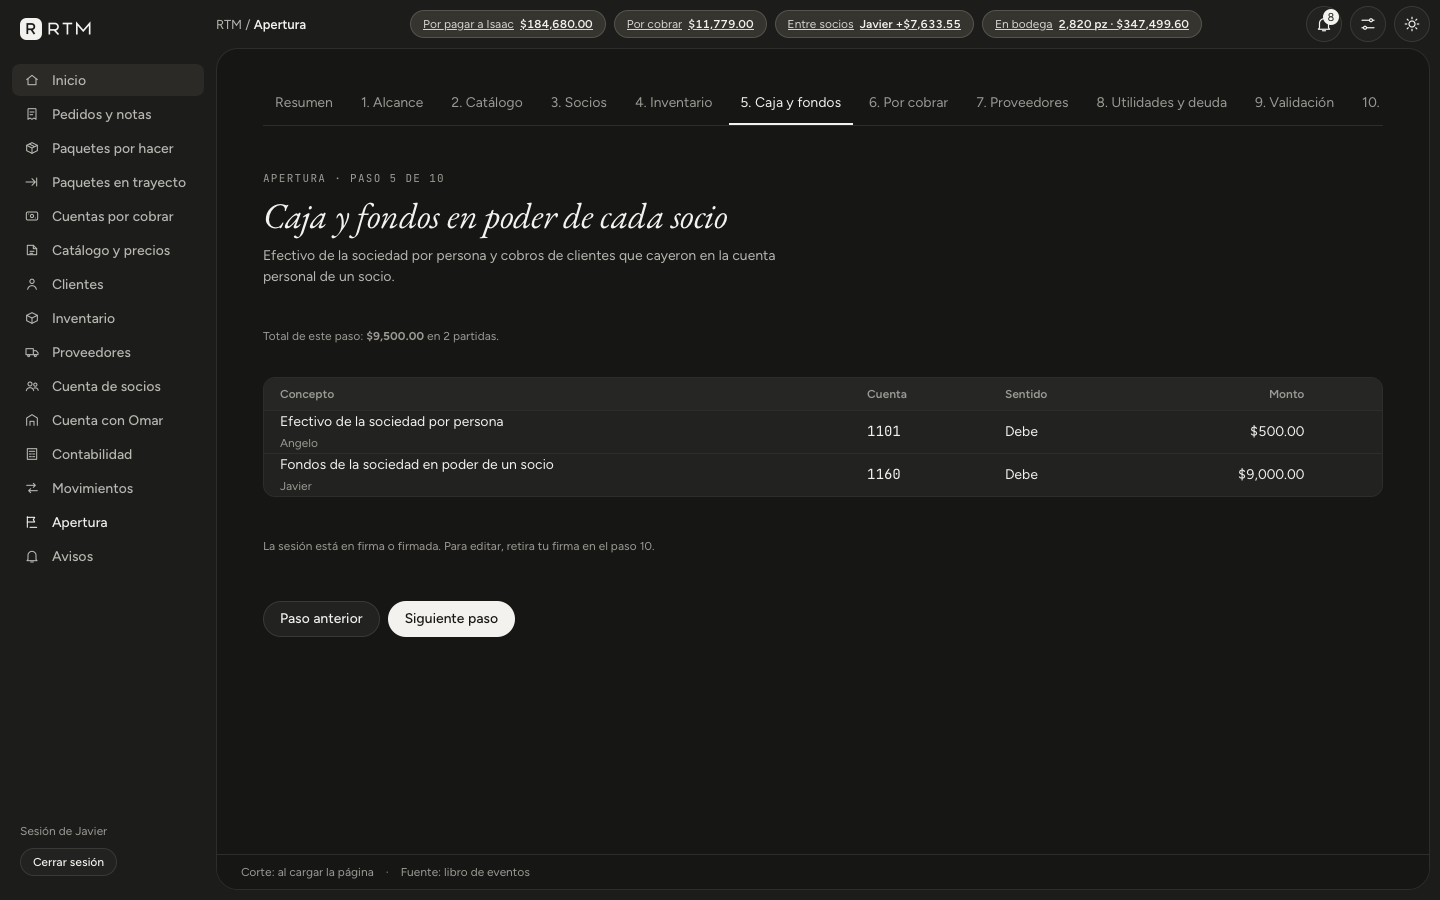 R RTM
RTM / Apertura
Por pagar a Isaac $184,680.00
Por cobrar $11,779.00
Entre socios Javier +$7,633.55
En bodega 2,820 pz · $347,499.60
8
Inicio
Pedidos y notas
Paquetes por hacer
Paquetes en trayecto
Cuentas por cobrar
Catálogo y precios
Clientes
Inventario
Proveedores
Cuenta de socios
Cuenta con Omar
Contabilidad
Movimientos
Apertura
Avisos
Sesión de Javier
Cerrar sesión
Resumen 1. Alcance 2. Catálogo 3. Socios 4. Inventario 5. Caja y fondos 6. Por cobrar 7. Proveedores 8. Utilidades y deuda 9. Validación 10.
APERTURA · PASO 5 DE 10
Caja y fondos en poder de cada socio
Efectivo de la sociedad por persona y cobros de clientes que cayeron en la cuenta
personal de un socio.
Total de este paso: $9,500.00 en 2 partidas.
Concepto Cuenta Sentido Monto
Efectivo de la sociedad por persona 1101 Debe $500.00
Angelo
Fondos de la sociedad en poder de un socio 1160 Debe $9,000.00
Javier
La sesión está en firma o firmada. Para editar, retira tu firma en el paso 10.
Paso anterior Siguiente paso
Corte: al cargar la página · Fuente: libro de eventos